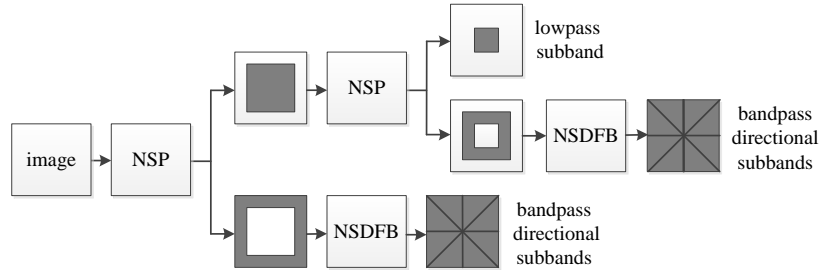 lowpass
subband
NSP
NSDFB
bandpass
directional
subbands
image
NSP
NSDFB
bandpass
directional
subbands